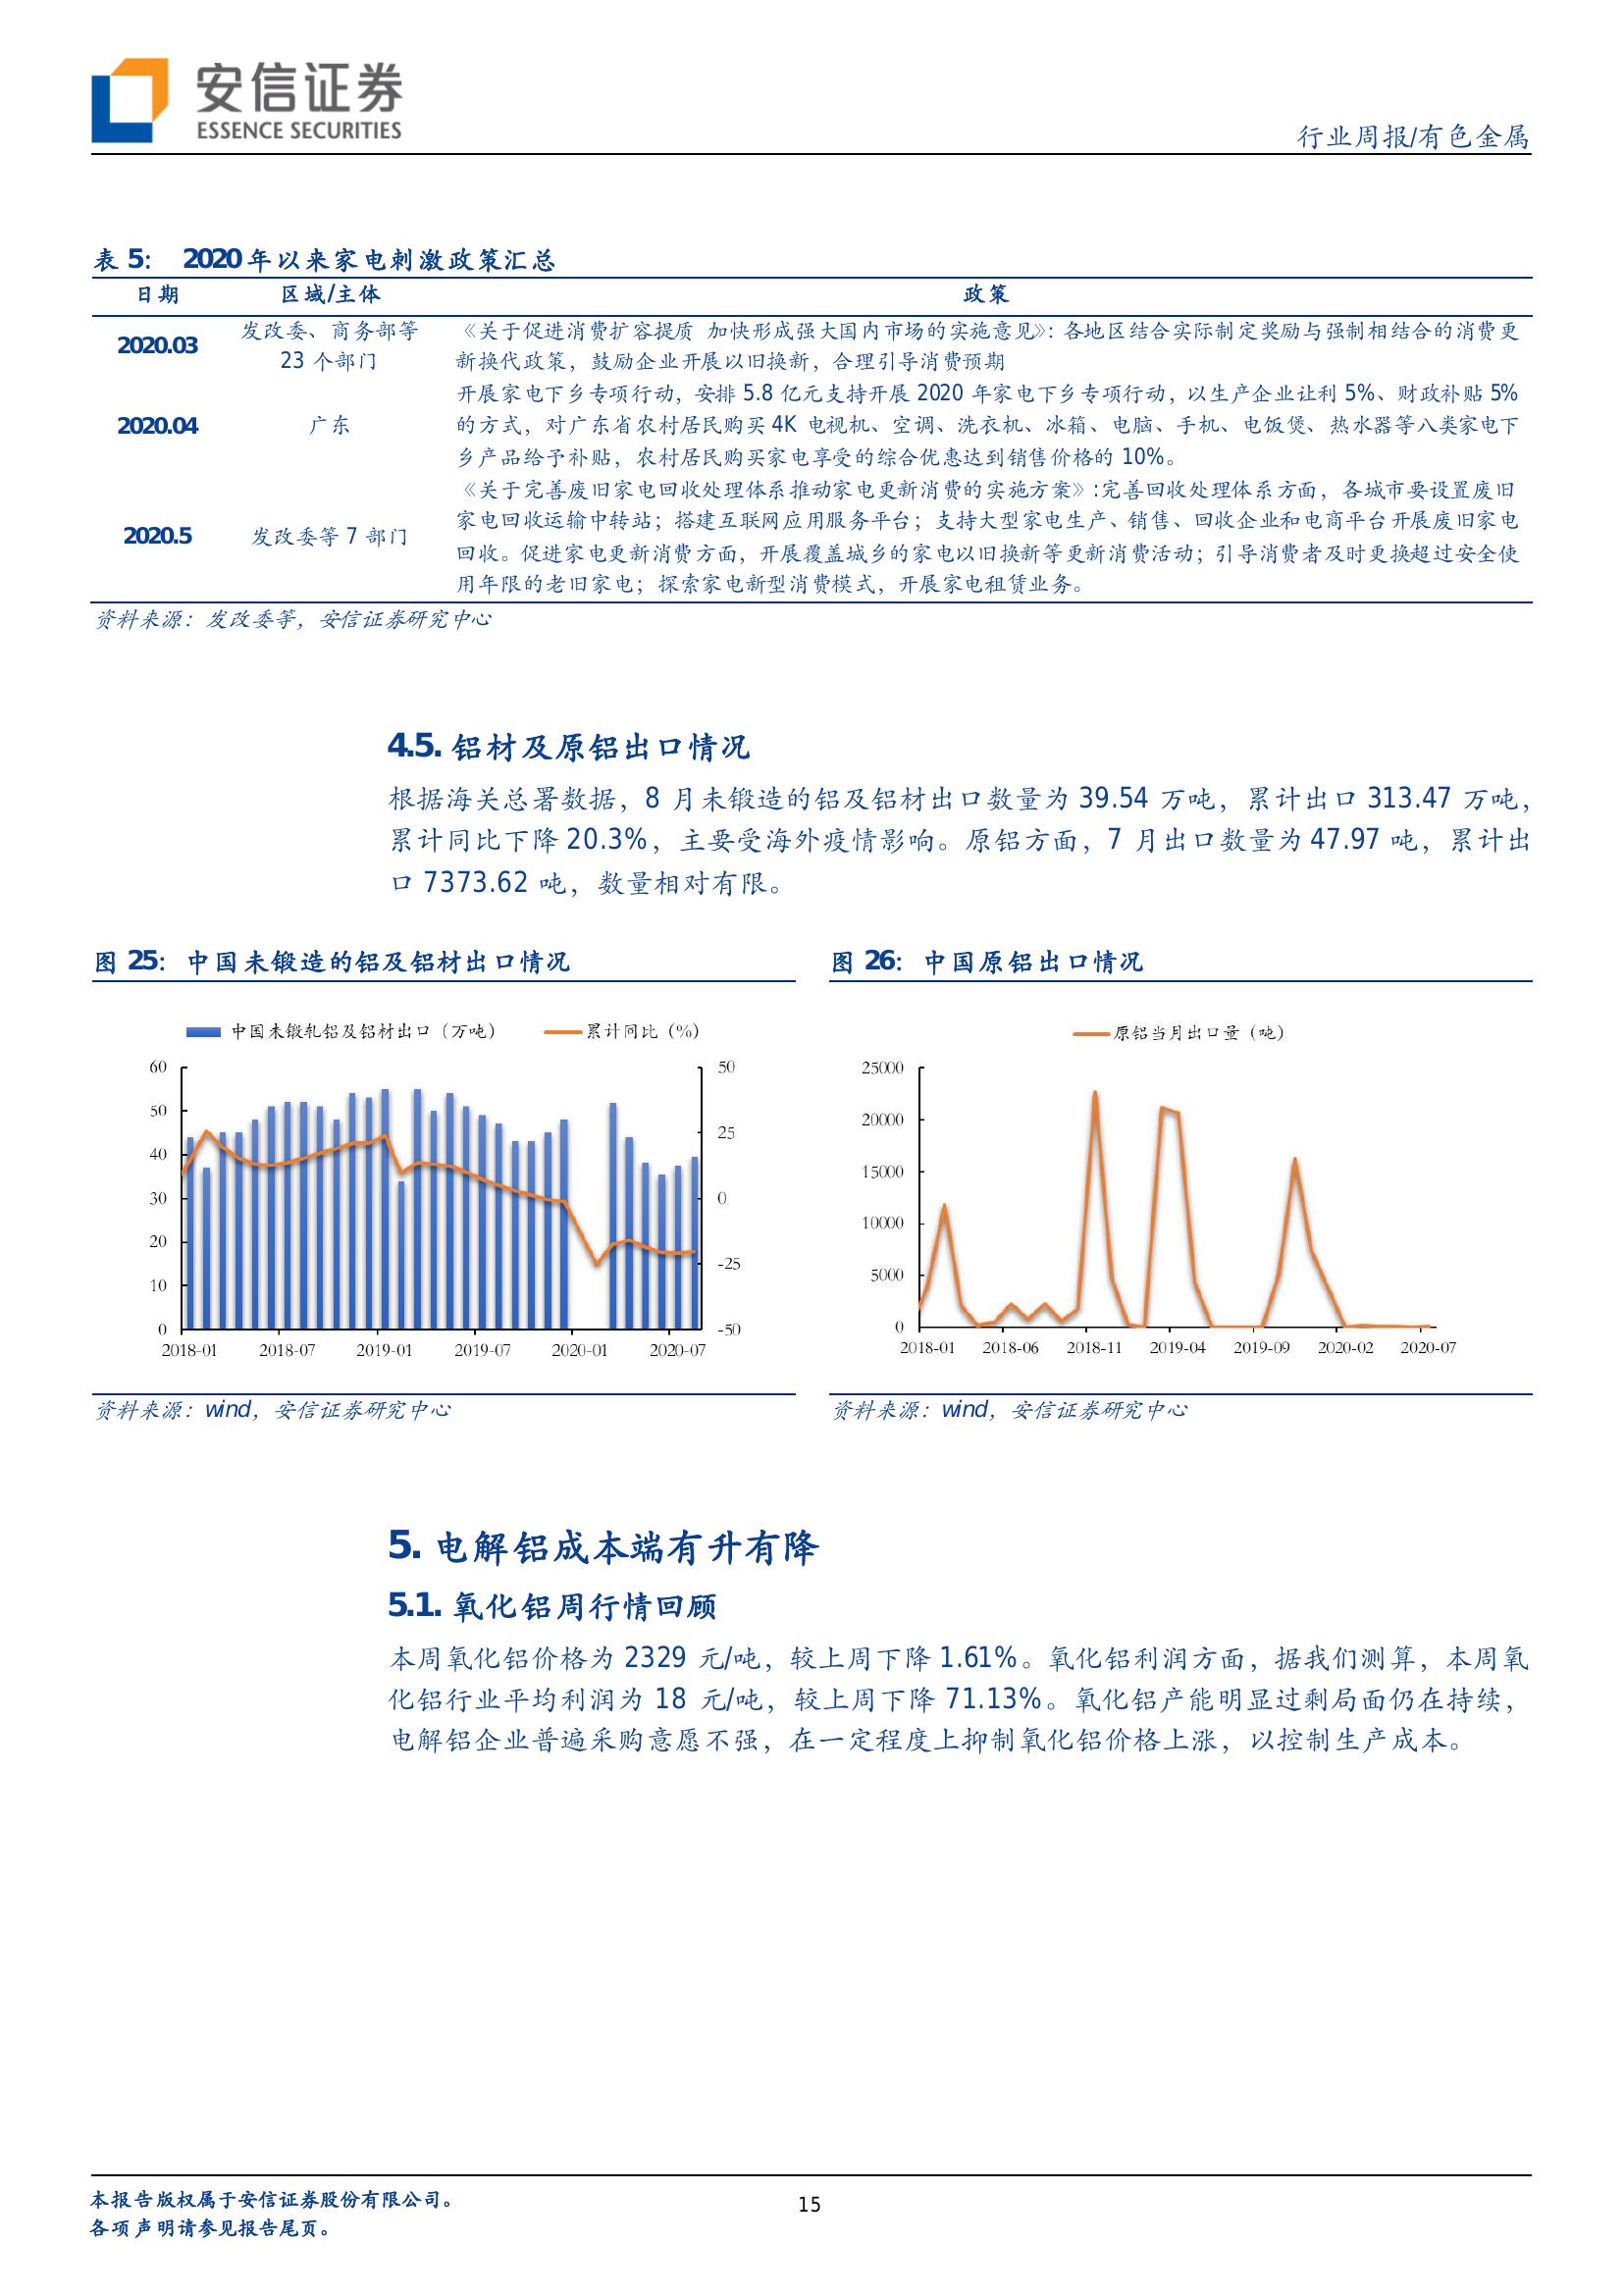 安信证券
ESSENCE SECURITIES
行业周报/有色金属
表 5： 2020 年以来家电刺激政策汇总
日期 区域/主体 政策
2020.03 发改委、商务部等 23 个部门
《关于促进消费扩容提质 加快形成强大国内市场的实施意见》：各地区结合实际制定奖励与强制相结合的消费更
新换代政策，鼓励企业开展以旧换新，合理引导消费预期
2020.04 广东
开展家电下乡专项行动，安排 5.8 亿元支持开展 2020 年家电下乡专项行动，以生产企业让利 5%、财政补贴 5%
的方式，对广东省农村居民购买 4K 电视机、空调、洗衣机、冰箱、电脑、手机、电饭煲、热水器等八类家电下
乡产品给予补贴，农村居民购买家电享受的综合优惠达到销售价格的 10%。
2020.5 发改委等 7 部门
《关于完善废旧家电回收处理体系推动家电更新消费的实施方案》:完善回收处理体系方面，各城市要设置废旧
家电回收运输中转站；搭建互联网应用服务平台；支持大型家电生产、销售、回收企业和电商平台开展废旧家电
回收。促进家电更新消费方面，开展覆盖城乡的家电以旧换新等更新消费活动；引导消费者及时更换超过安全使
用年限的老旧家电；探索家电新型消费模式，开展家电租赁业务。
资料来源：发改委等，安信证券研究中心
4.5. 铝材及原铝出口情况
根据海关总署数据，8 月未锻造的铝及铝材出口数量为 39.54 万吨，累计出口 313.47 万吨，
累计同比下降 20.3%，主要受海外疫情影响。原铝方面，7 月出口数量为 47.97 吨，累计出
口 7373.62 吨，数量相对有限。
图 25：中国未锻造的铝及铝材出口情况
中国未锻轧铝及铝材出口（万吨） 累计同比（%）
60 50
50
25
40
30 0
20
-25
10
0 -50
2018-01 2018-07 2019-01 2019-07 2020-01 2020-07
资料来源：wind，安信证券研究中心
图 26：中国原铝出口情况
原铝当月出口量（吨）
25000
20000
15000
10000
5000
0
2018-01 2018-06 2018-11 2019-04 2019-09 2020-02 2020-07
资料来源：wind，安信证券研究中心
5. 电解铝成本端有升有降
5.1. 氧化铝周行情回顾
本周氧化铝价格为 2329 元/吨，较上周下降 1.61%。氧化铝利润方面，据我们测算，本周氧
化铝行业平均利润为 18 元/吨，较上周下降 71.13%。氧化铝产能明显过剩局面仍在持续，
电解铝企业普遍采购意愿不强，在一定程度上抑制氧化铝价格上涨，以控制生产成本。
本报告版权属于安信证券股份有限公司。
各项声明请参见报告尾页。
15